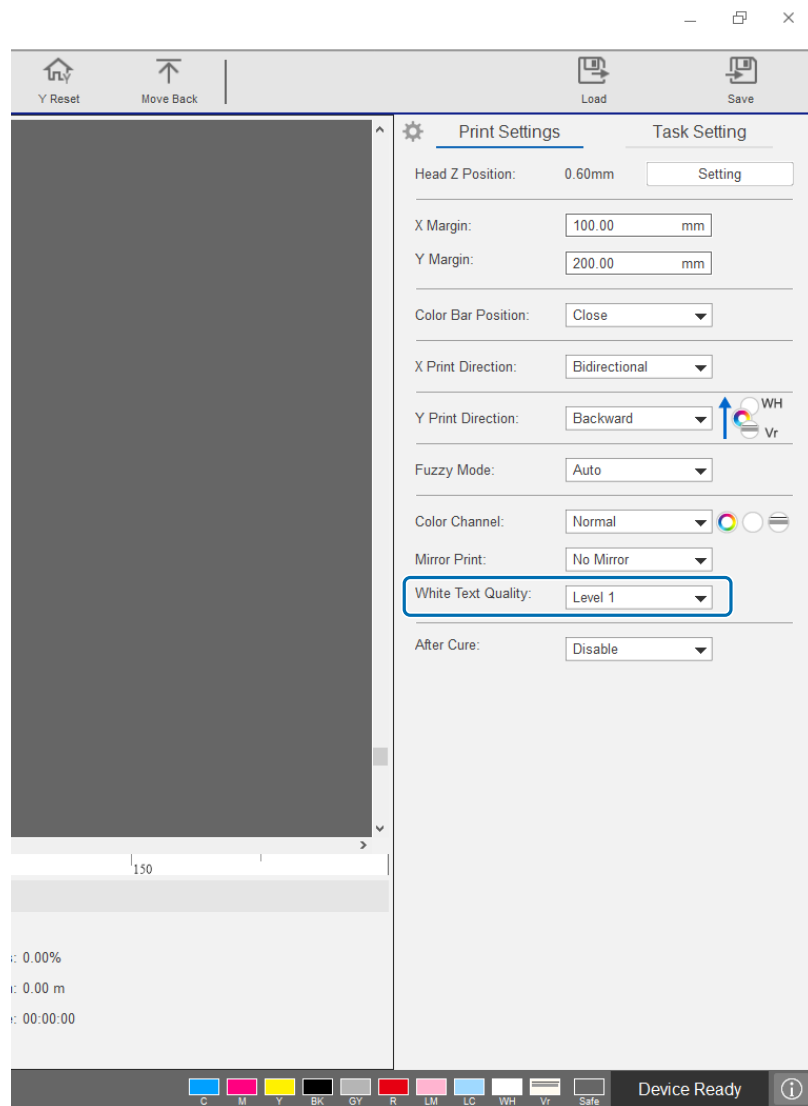 Y Reset Move Back Load Save
Print Settings Task Setting
Head Z Position: 0.60mm Setting
X Margin: 100.00 mm
Y Margin: 200.00 mm
Color Bar Position: Close
X Print Direction: Bidirectional
Y Print Direction: Backward WH
Vr
Fuzzy Mode: Auto
Color Channel: Normal
Mirror Print: No Mirror
White Text Quality: Level 1
After Cure: Disable
150
: 0.00%
: 0.00 m
: 00:00:00
C M Y BK GY R LM LC WH Vr Safe Device Ready